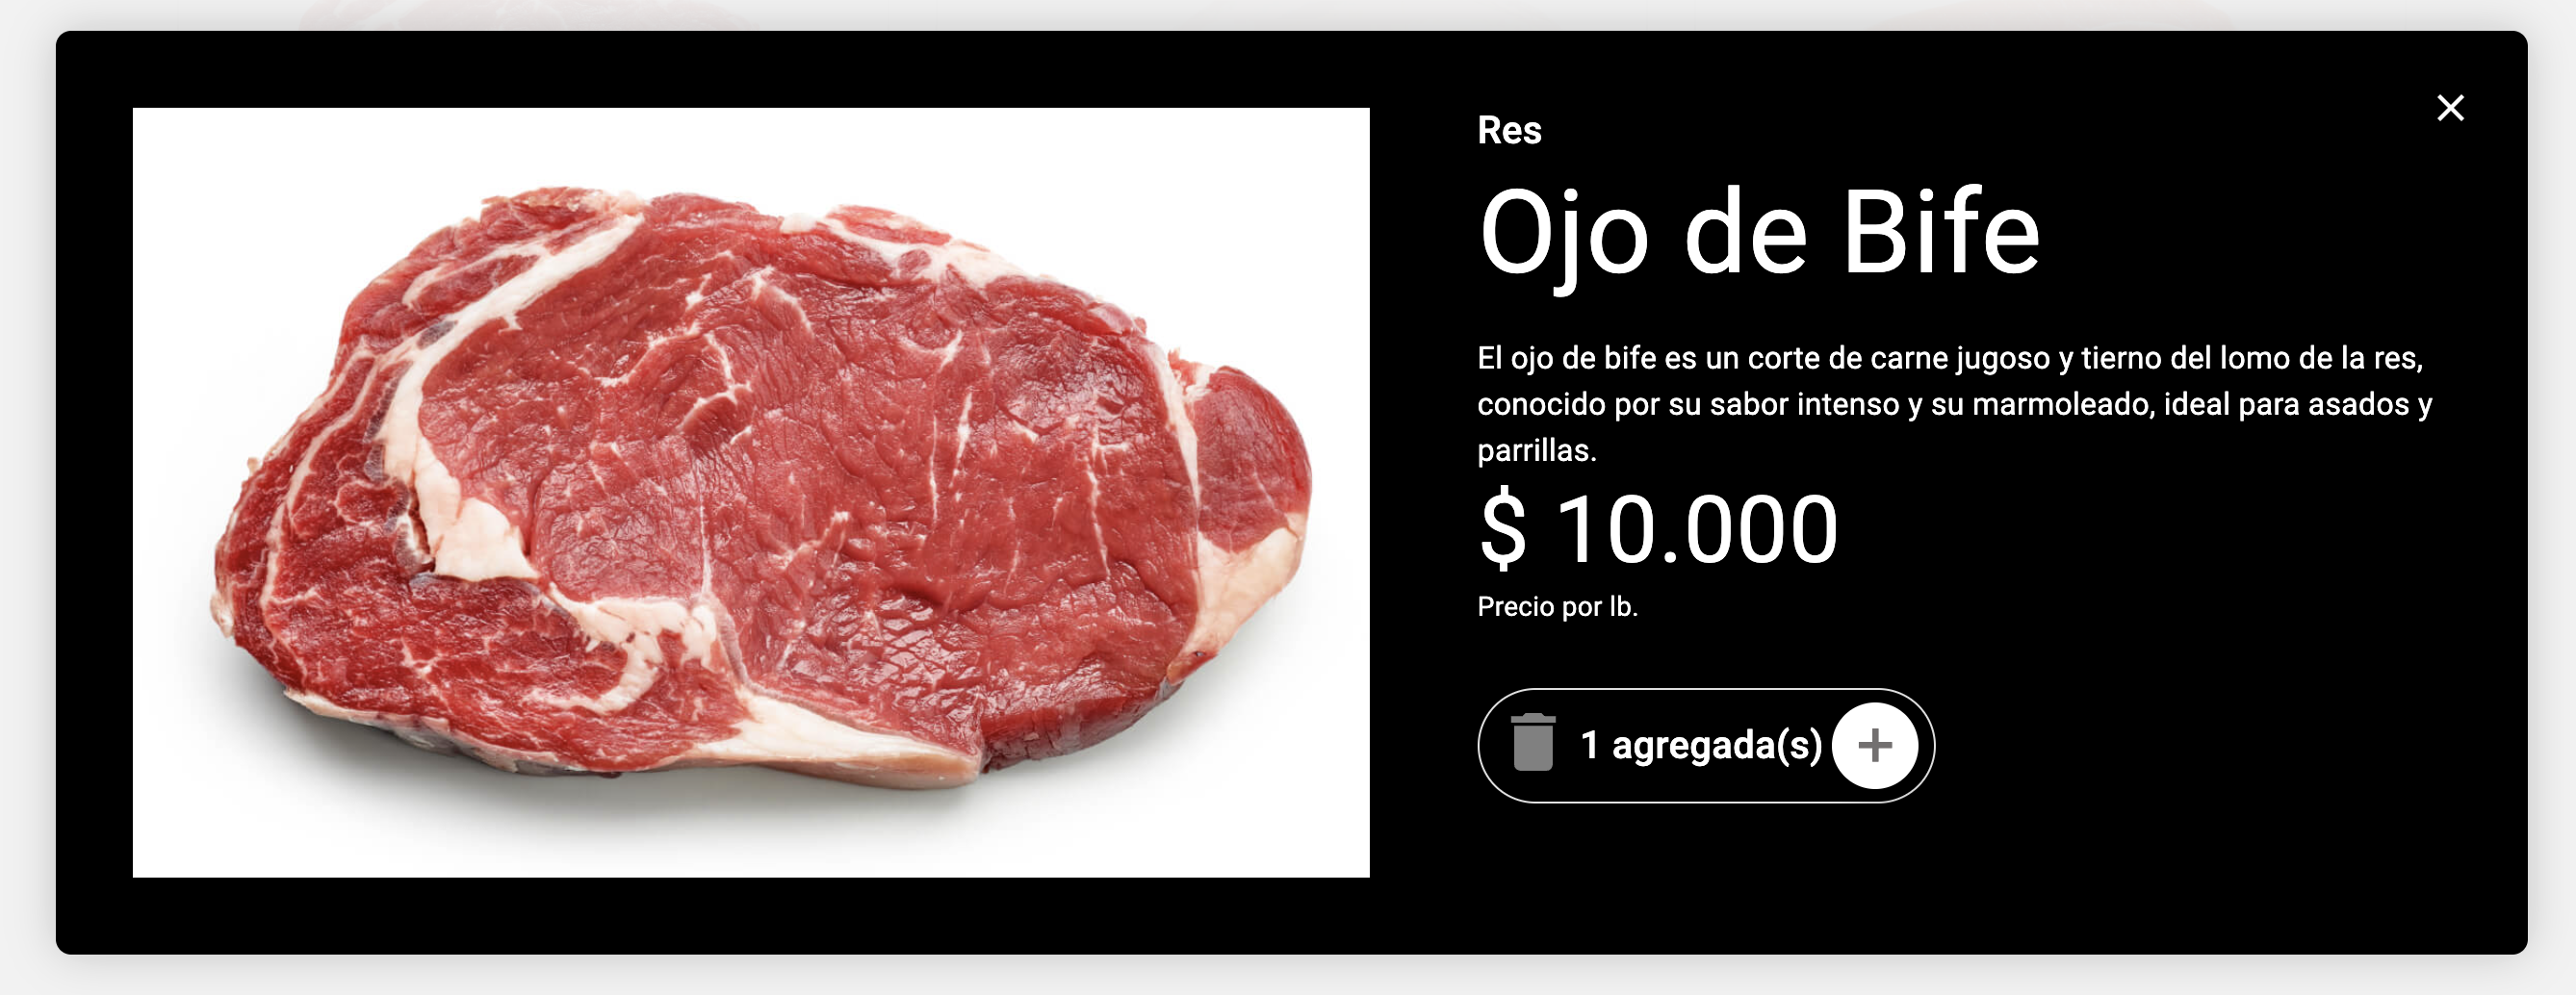 Res
Ojo de Bife
El ojo de bife es un corte de carne jugoso y tierno del lomo de la res,
conocido por su sabor intenso y su marmoleado, ideal para asados y
parrillas.
$ 10.000
Precio por lb.
1 agregada(s)